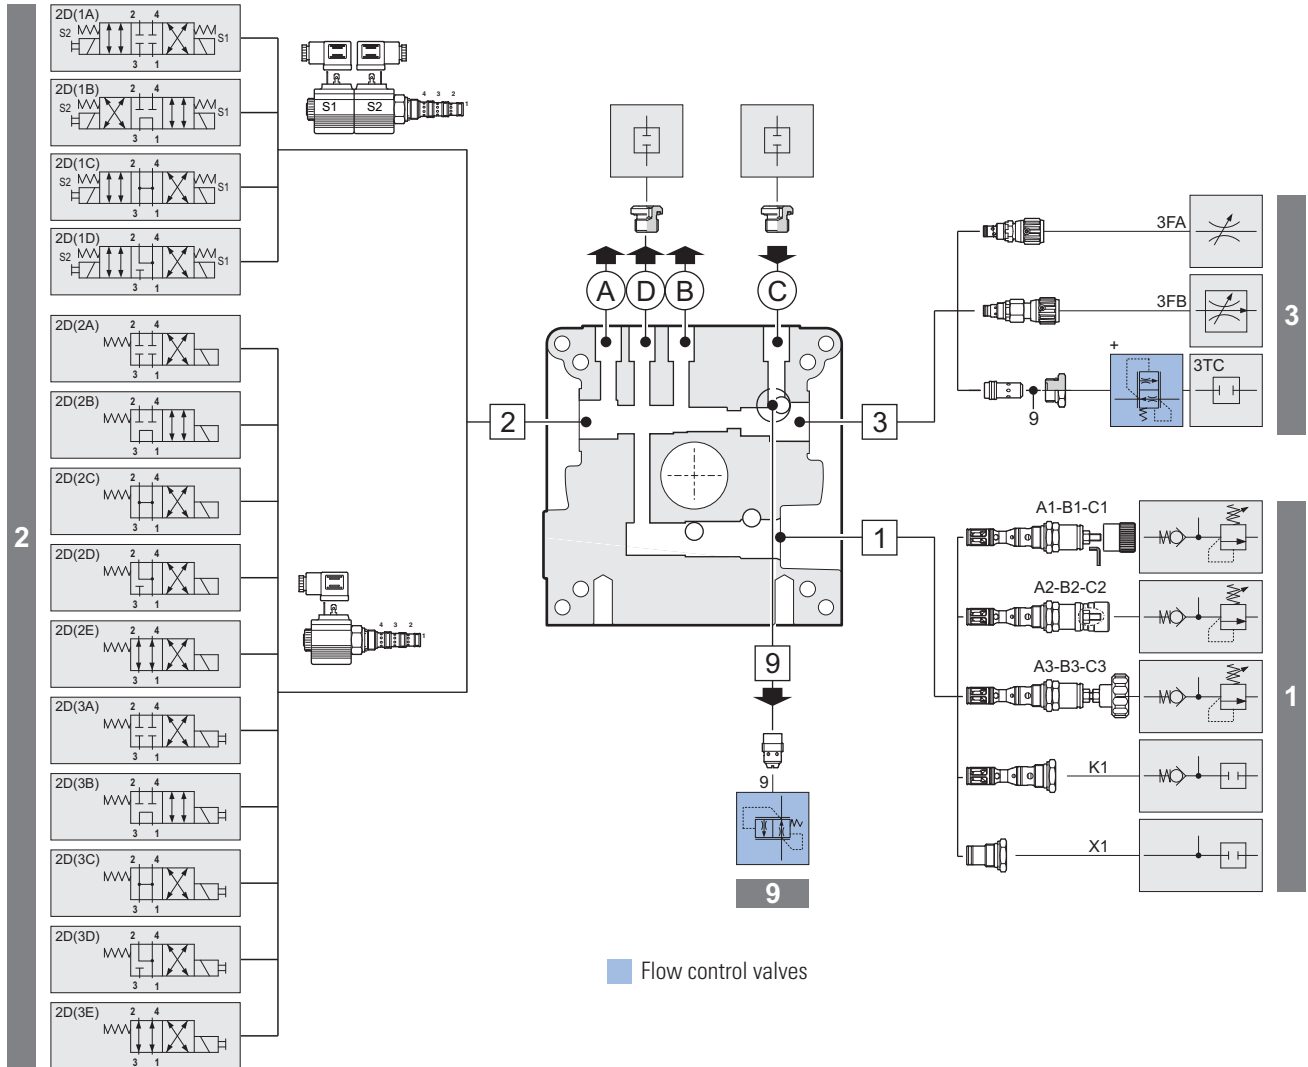 2
2D(1A) 2 4
S2 S1
3 1
2D(1B) 2 4
S2 S1
3 1
2D(1C) 2 4
S2 S1
3 1
2D(1D) 2 4
S2 S1
3 1
2D(2A) 2 4
3 1
2D(2B) 2 4
3 1
2D(2C) 2 4
3 1
2D(2D) 2 4
3 1
2D(2E) 2 4
3 1
2D(3A) 2 4
3 1
2D(3B) 2 4
3 1
2D(3C) 2 4
3 1
2D(3D) 2 4
3 1
2D(3E) 2 4
3 1
S1 S2 4 3 2 1
4 3 2 1
A D B C
2
3
1
9
9
9
Flow control valves
3FA
3FB
+
3TC
9
3
A1-B1-C1
A2-B2-C2
A3-B3-C3
K1
X1
1